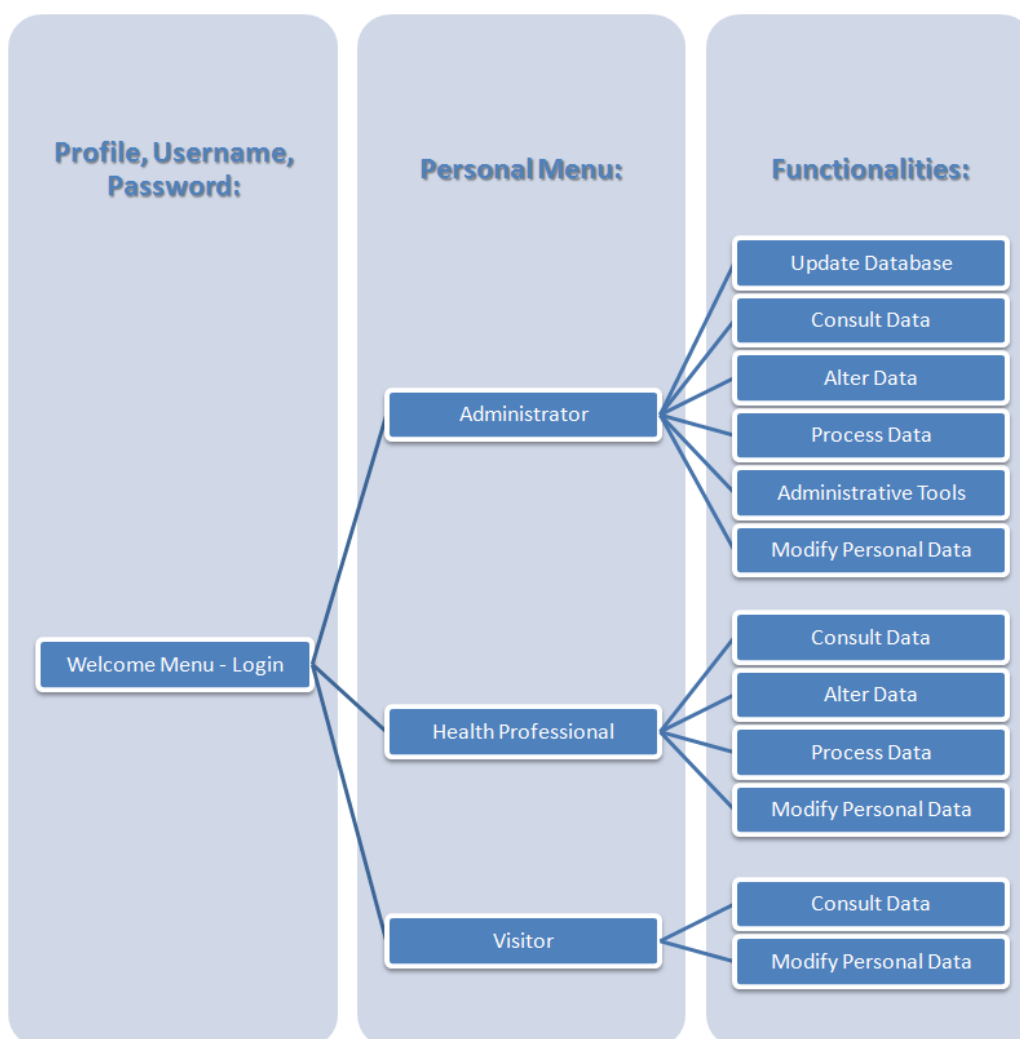 Profile, Username,
Password:
Personal Menu:
Functionalities:
Welcome Menu - Login
Administrator
Update Database
Consult Data
Alter Data
Process Data
Administrative Tools
Modify Personal Data
Health Professional
Consult Data
Alter Data
Process Data
Modify Personal Data
Visitor
Consult Data
Modify Personal Data